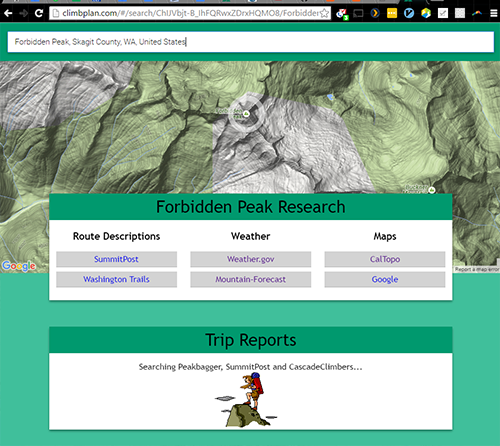 climbplan.com/#/search/ChIJVbjt-B_IhFQRwxZDrxHQMO8/Forbidden
Forbidden Peak, Skagit County, WA, United States
Google
Report a map error
Forbidden Peak Research
Route Descriptions Weather Maps
SummitPost Weather.gov CalTopo
Washington Trails Mountain-Forecast Google
Trip Reports
Searching Peakbagger, SummitPost and CascadeClimbers...